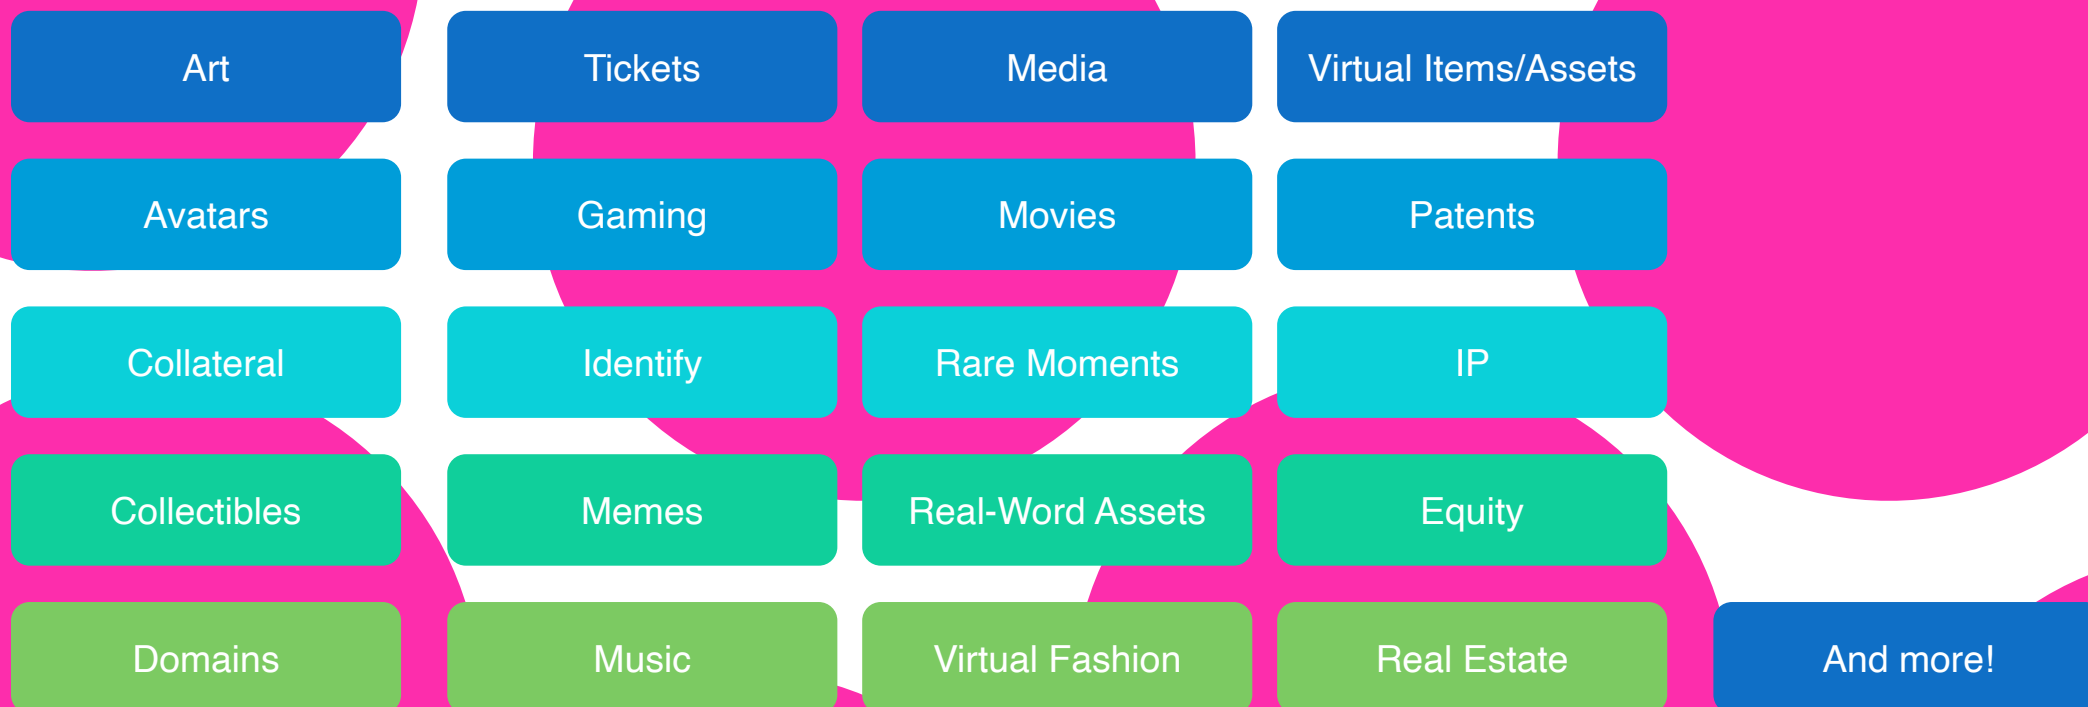 Art
Tickets
Media
Virtual Items/Assets
Avatars
Gaming
Movies
Patents
Collateral
Identify
Rare Moments
IP
Collectibles
Memes
Real-Word Assets
Equity
Domains
Music
Virtual Fashion
Real Estate
And more!